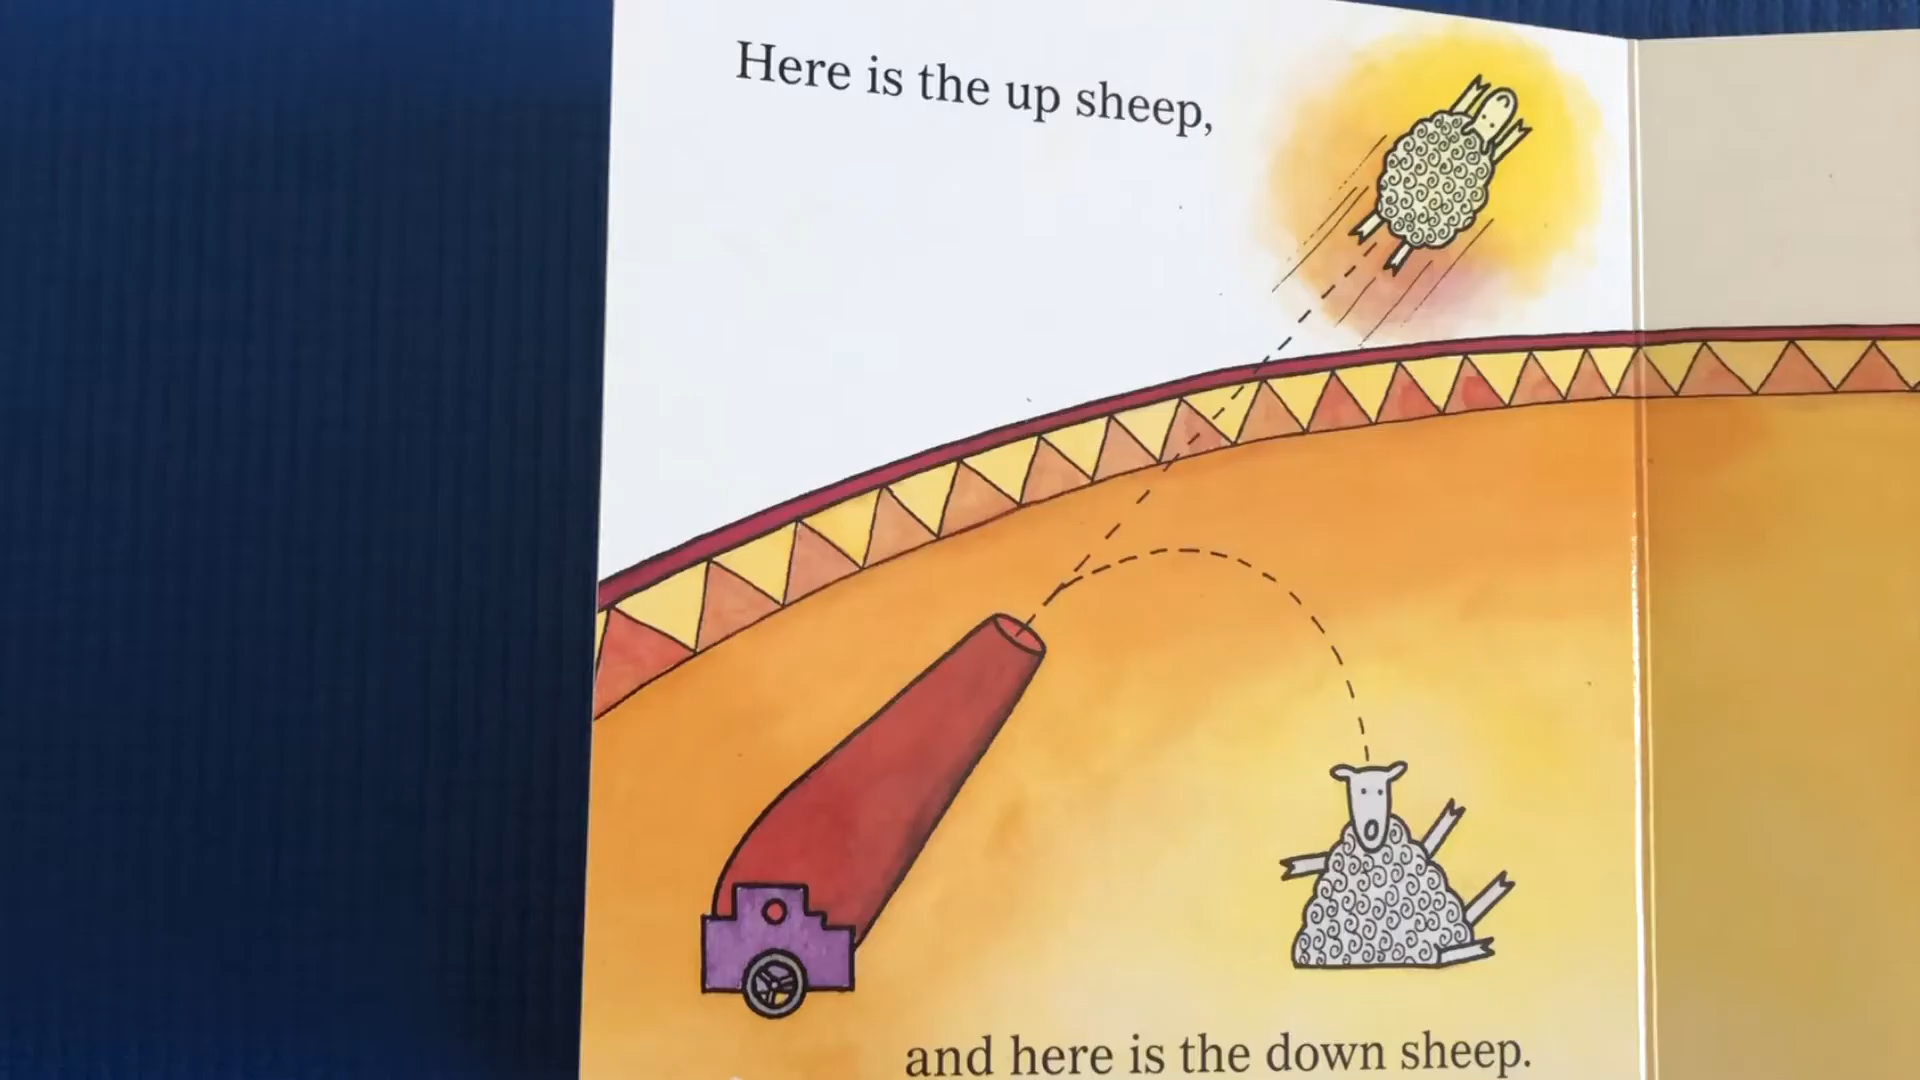 Here is the up sheep,
and here is the down sheep.